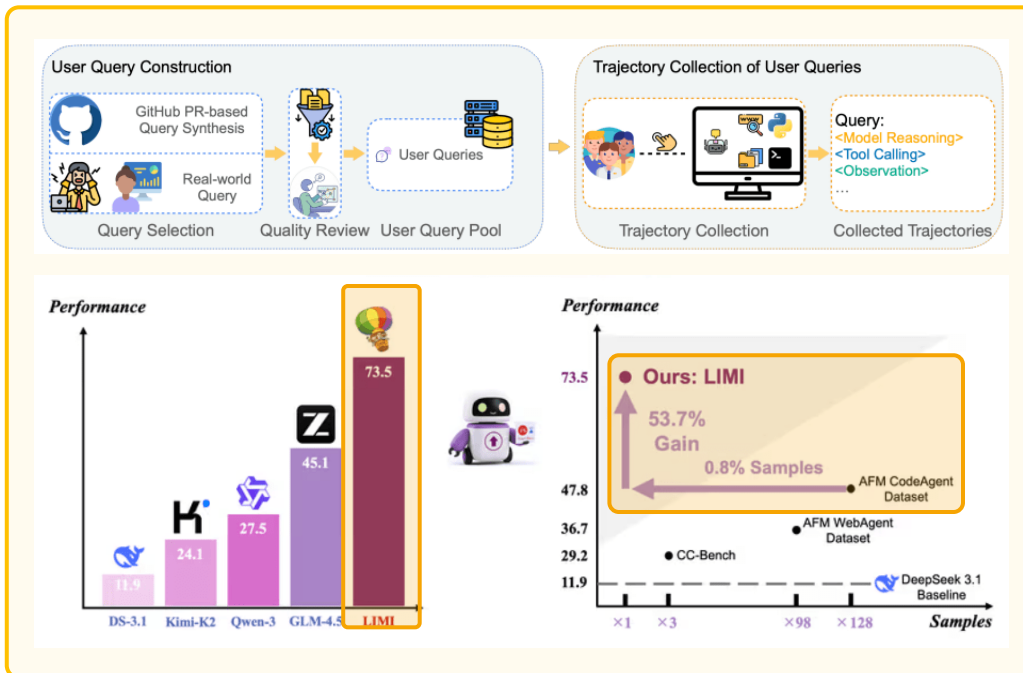 User Query Construction
GitHub PR-based
Query Synthesis
Real-world
Query
User Queries
Query Selection
Quality Review
User Query Pool
Trajectory Collection of User Queries
www
Query:
<Model Reasoning>
<Tool Calling>
<Observation>
...
Trajectory Collection
Collected Trajectories
Performance
73.5
Z
45.1
K
27.5
24.1
11.9
DS-3.1
Kimi-K2
Qwen-3
GLM-4.5
LIMI
Performance
73.5
Ours: LIMI
53.7%
Gain
0.8% Samples
AFM CodeAgent
Dataset
47.8
AFM WebAgent
Dataset
36.7
29.2
CC-Bench
11.9
DeepSeek 3.1
Baseline
×1
×3
×98
×128
Samples